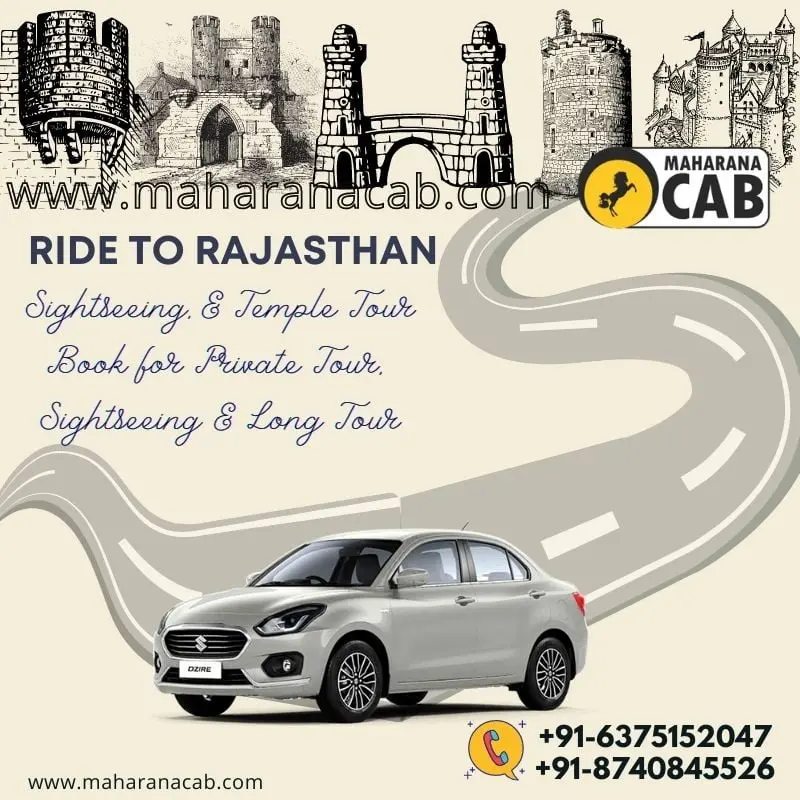 www.maharanacab.com
MAHARANA
CAB
RIDE TO RAJASTHAN
Sightseeing, & Temple Tour
Book for Private Tour,
Sightseeing & Long Tour
DZIRE
+91-6375152047
+91-8740845526
www.maharanacab.com